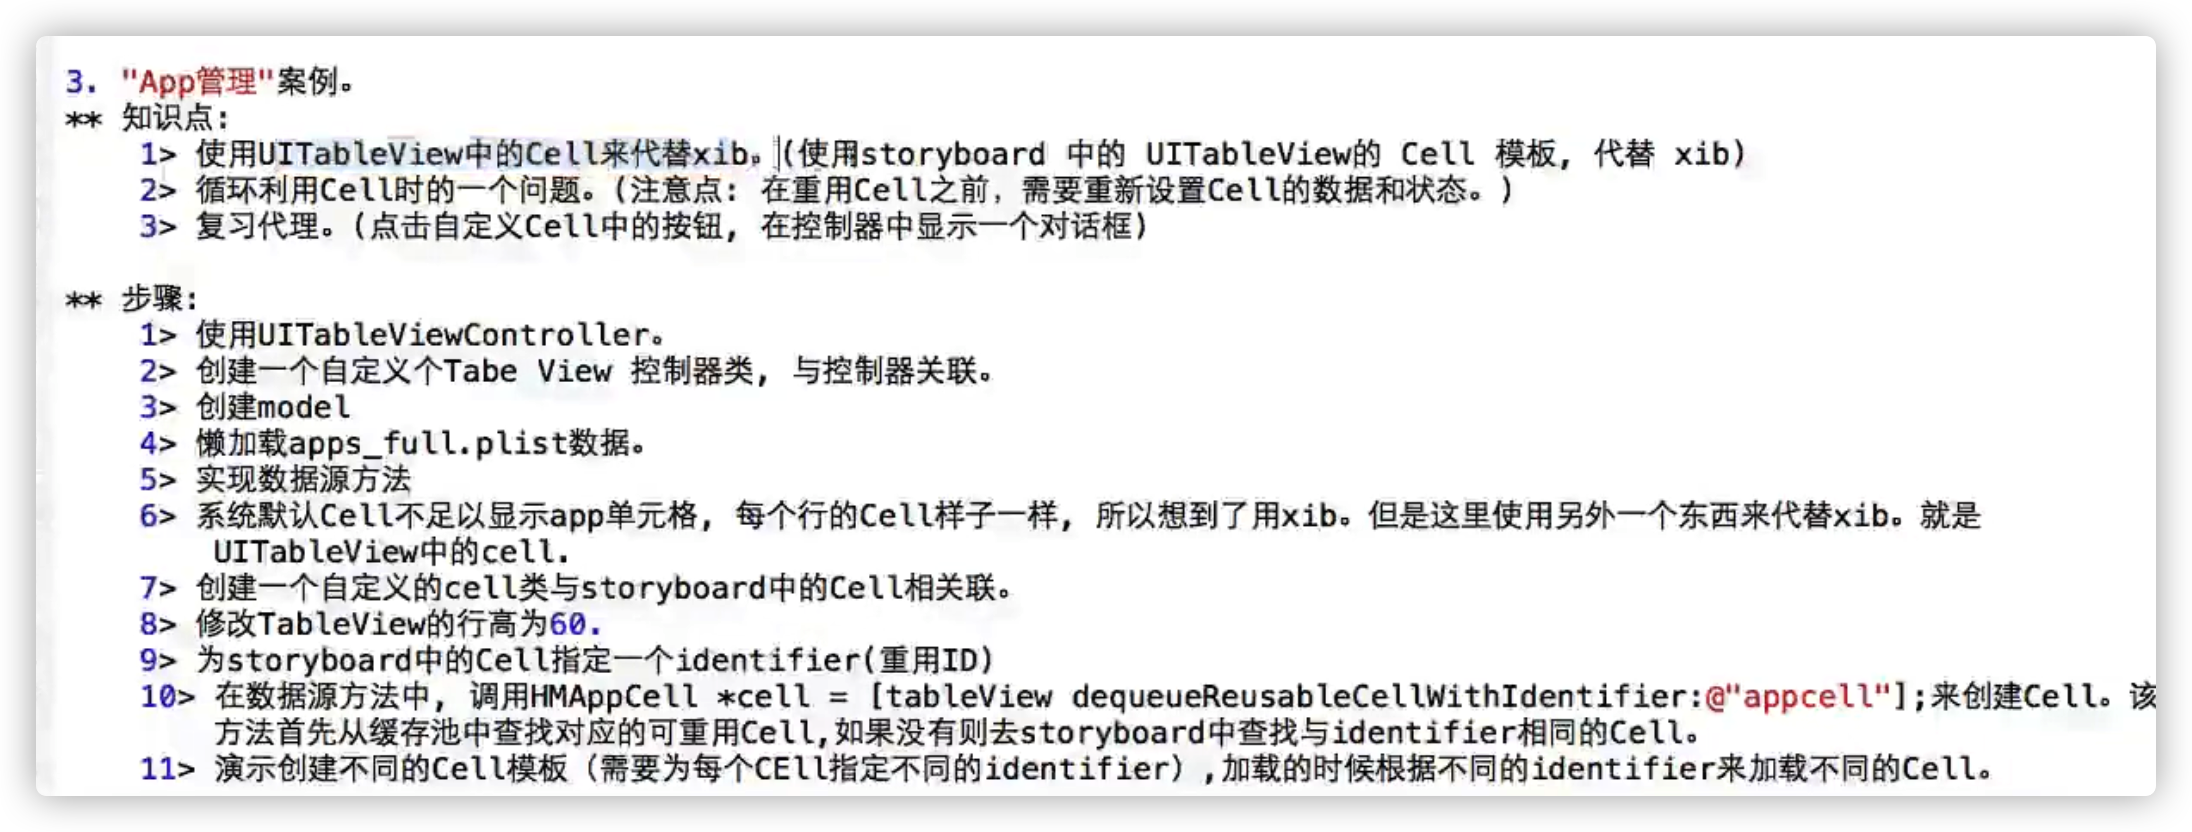 3. "App管理"案例。
** 知识点:
1> 使用UITableView中的Cell来代替xib。(使用storyboard 中的 UITableView的 Cell 模板, 代替 xib)
2> 循环利用Cell时的一个问题。(注意点: 在重用Cell之前，需要重新设置Cell的数据和状态。)
3> 复习代理。(点击自定义Cell中的按钮, 在控制器中显示一个对话框)
** 步骤:
1> 使用UITableViewController。
2> 创建一个自定义个Tabe View 控制器类, 与控制器关联。
3> 创建model
4> 懒加载apps_full.plist数据。
5> 实现数据源方法
6> 系统默认Cell不足以显示app单元格, 每个行的Cell样子一样, 所以想到了用xib。但是这里使用另外一个东西来代替xib。就是
UITableView中的cell.
7> 创建一个自定义的cell类与storyboard中的Cell相关联。
8> 修改TableView的行高为60.
9> 为storyboard中的Cell指定一个identifier(重用ID)
10> 在数据源方法中, 调用HMAppCell *cell = [tableView dequeueReusableCellWithIdentifier:@"appcell"];来创建Cell。该
方法首先从缓存池中查找对应的可重用Cell,如果没有则去storyboard中查找与identifier相同的Cell。
11> 演示创建不同的Cell模板（需要为每个CEll指定不同的identifier）,加载的时候根据不同的identifier来加载不同的Cell。